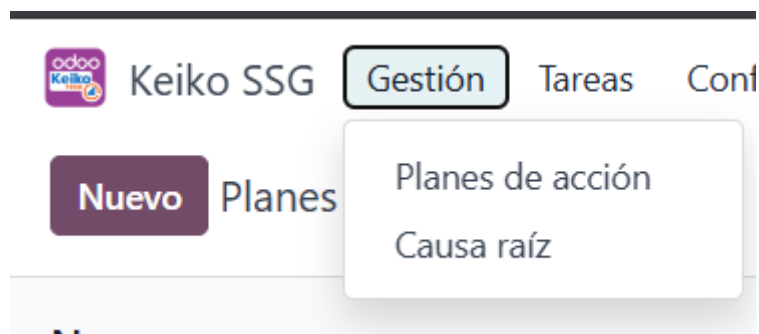 odoo
Keiko
Keiko SSG Gestión Tareas Conf
Nuevo Planes
Planes de acción
Causa raíz